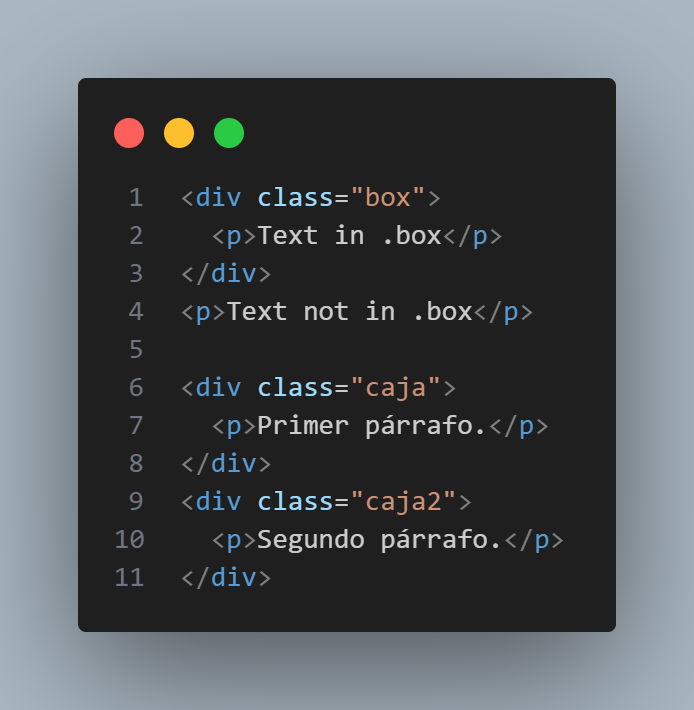 1 <div class="box">
2   <p>Text in .box</p>
3 </div>
4 <p>Text not in .box</p>
5
6 <div class="caja">
7   <p>Primer párrafo.</p>
8 </div>
9 <div class="caja2">
10   <p>Segundo párrafo.</p>
11 </div>